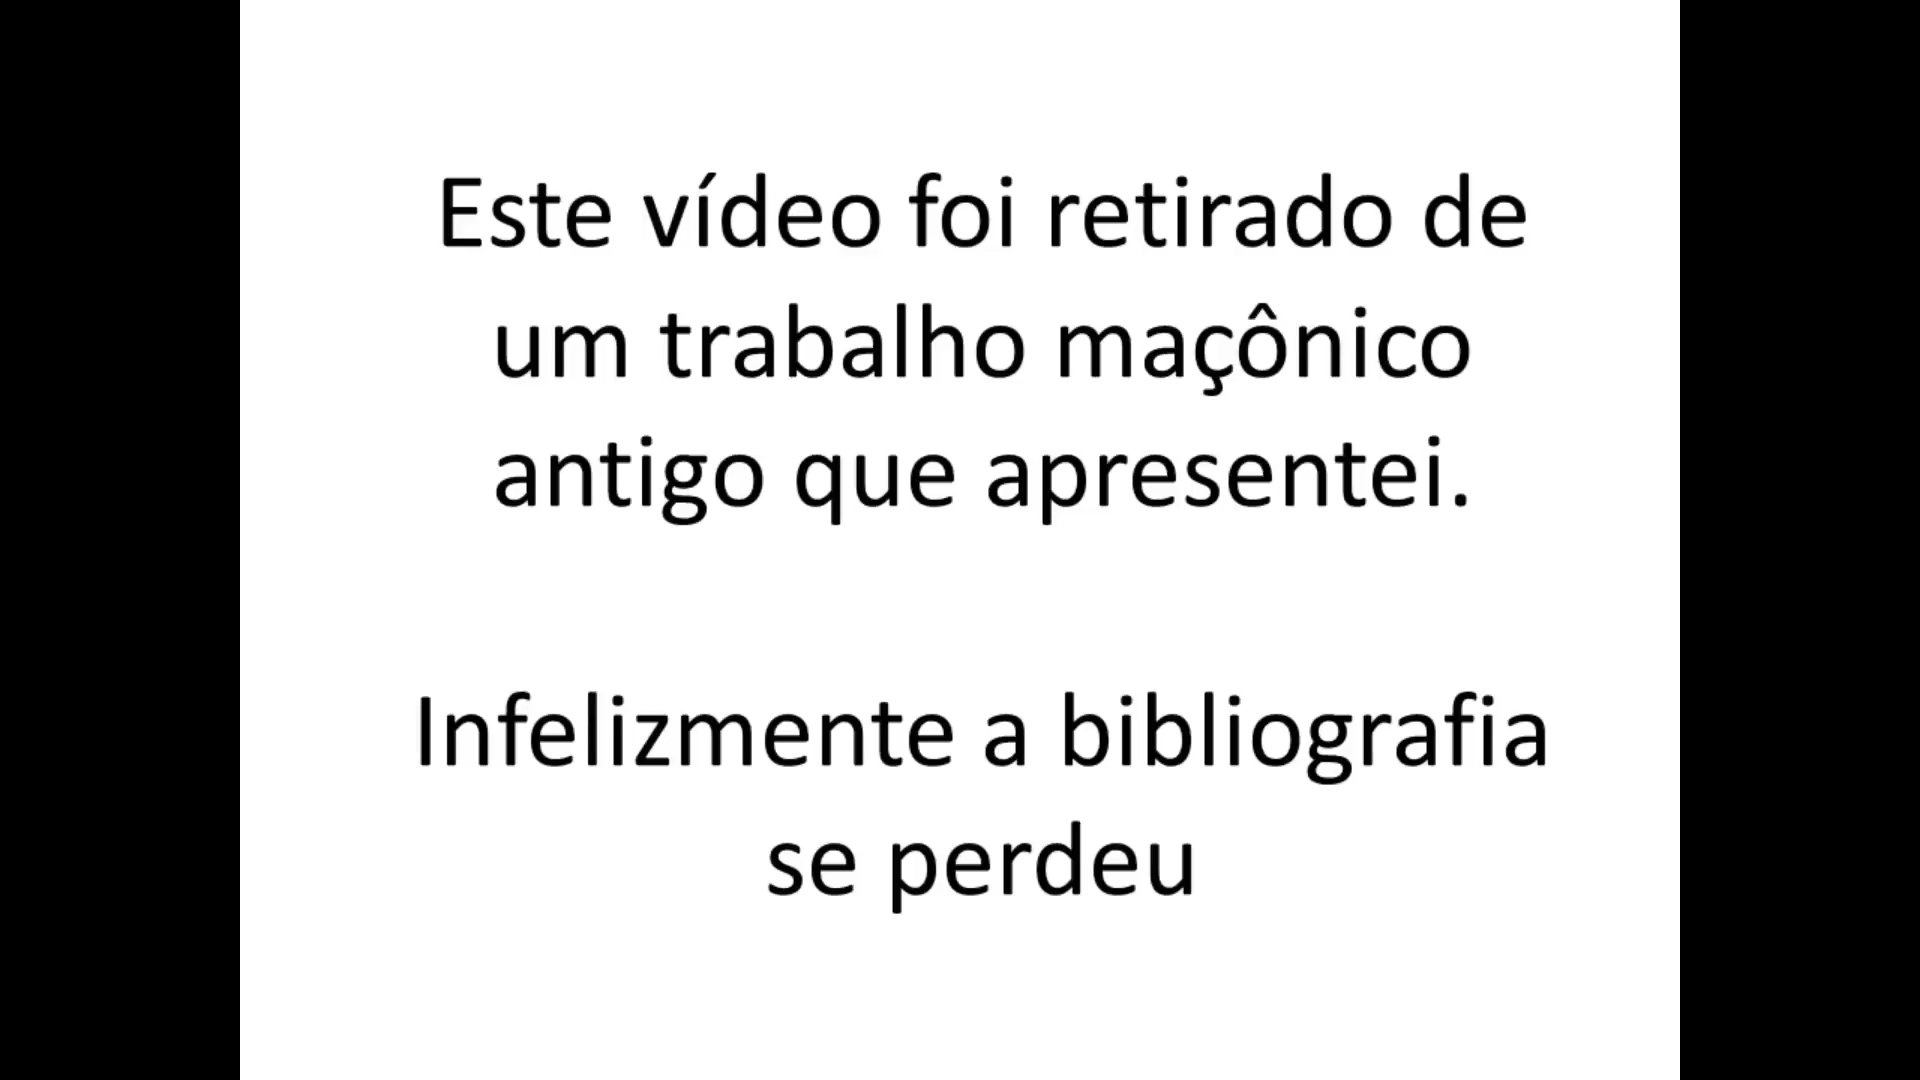 Este vídeo foi retirado de
um trabalho maçônico
antigo que apresentei.
Infelizmente a bibliografia
se perdeu